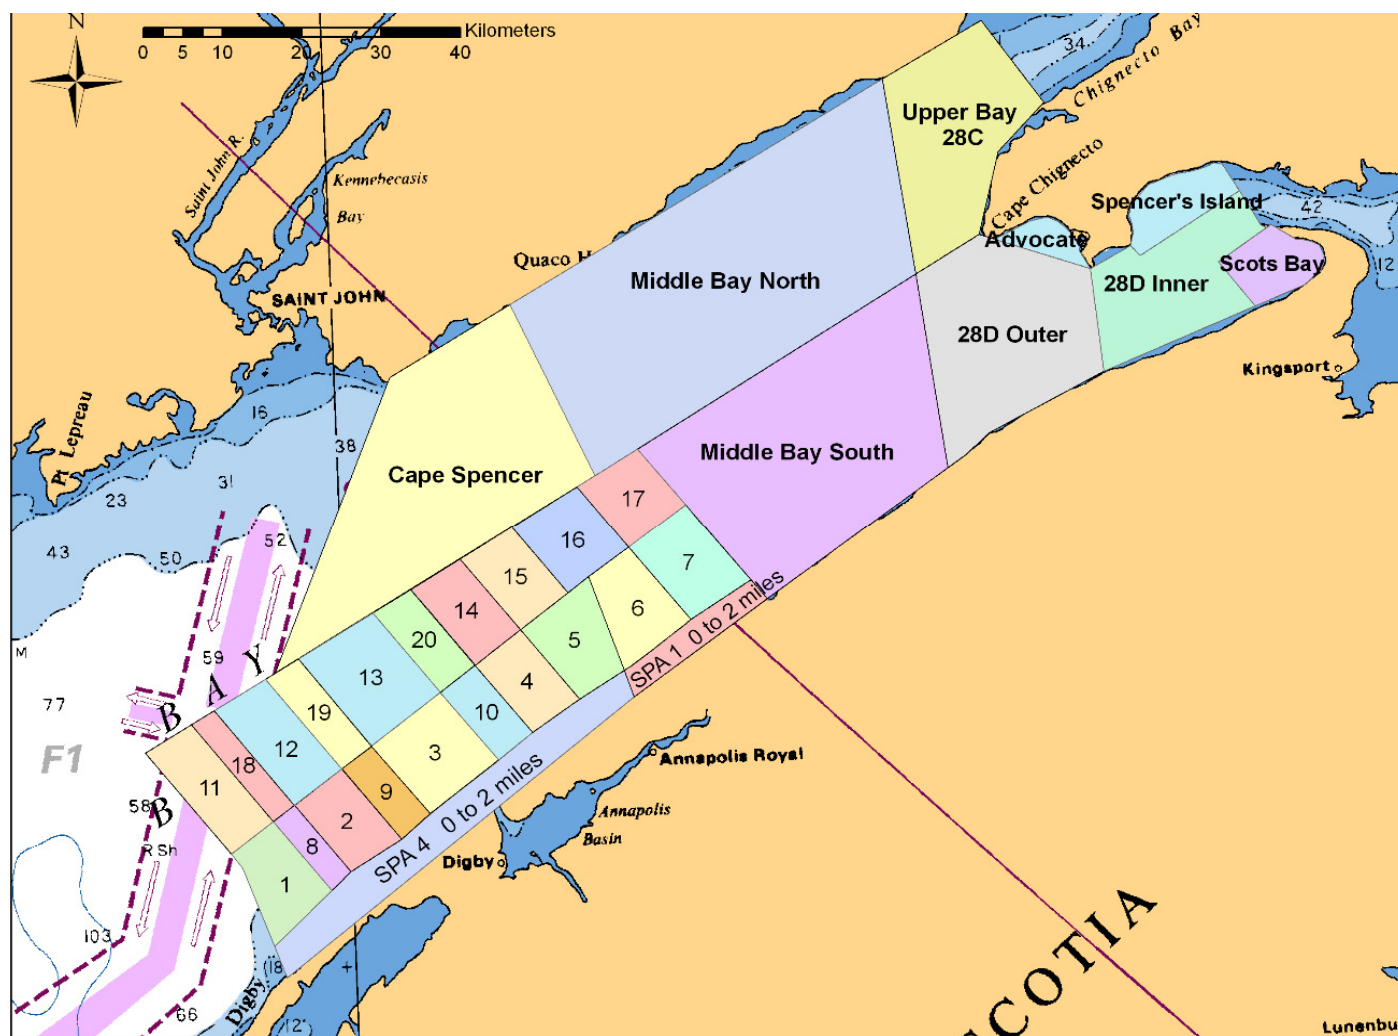 N
Kilometers
0 5 10 20 30 40
34
Chignecto Bay
Upper Bay
28C
Saint John R.
Kennebecasis
Bay
Cape Chignecto
Spencer's Island
42
Advocate
Quaco H
Middle Bay North
28D Inner
Scots Bay
12
SAINT JOHN
28D Outer
Kingsport
Pt Lepreau
16
38
Cape Spencer
Middle Bay South
31
23
17
52
16
43
50
15
7
14
6
SPA 1 0 to 2 miles
20
5
M
59
Y
13
4
77
A
19
10
B
12
3
F1
18
Annapolis Royal
11
9
58
B
2
SPA 4 0 to 2 miles
Annapolis
Basin
R Sh
8
Digby
1
SCOTIA
103
18
Digby
66
12
Lunenbu